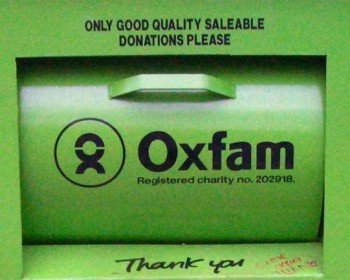 ONLY GOOD QUALITY SALEABLE
DONATIONS PLEASE
Oxfam
Registered charity no. 202918.
Thank you